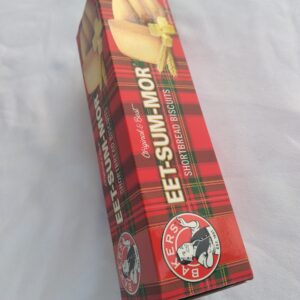 Original & Best
EET-SUM-MOR
SHORTBREAD BISCUITS
BAKERS
EET-SUM-MOR